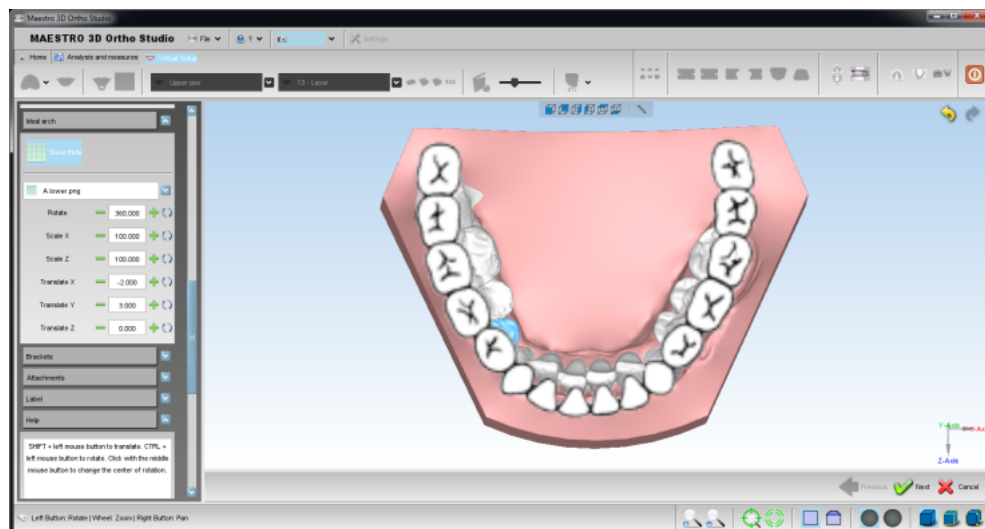 Maestro 3D Ortho Studio
MAESTRO 3D Ortho Studio File ? Settings
Home Analysis and measures Virtual Setup
Upper jaw 13 - Layer
Ideal arch
Show/Hide
A lower.png
Rotate 360.000
Scale X 100.000
Scale Z 100.000
Translate X -2.000
Translate Y 3.000
Translate Z 0.000
Brackets
Attachments
Label
Help
SHIFT + left mouse button to translate. CTRL +
left mouse button to rotate. Click with the middle
mouse button to change the center of rotation.
Y-Axis
Z-Axis
Previous Next Cancel
Left Button: Rotate | Wheel: Zoom | Right Button: Pan